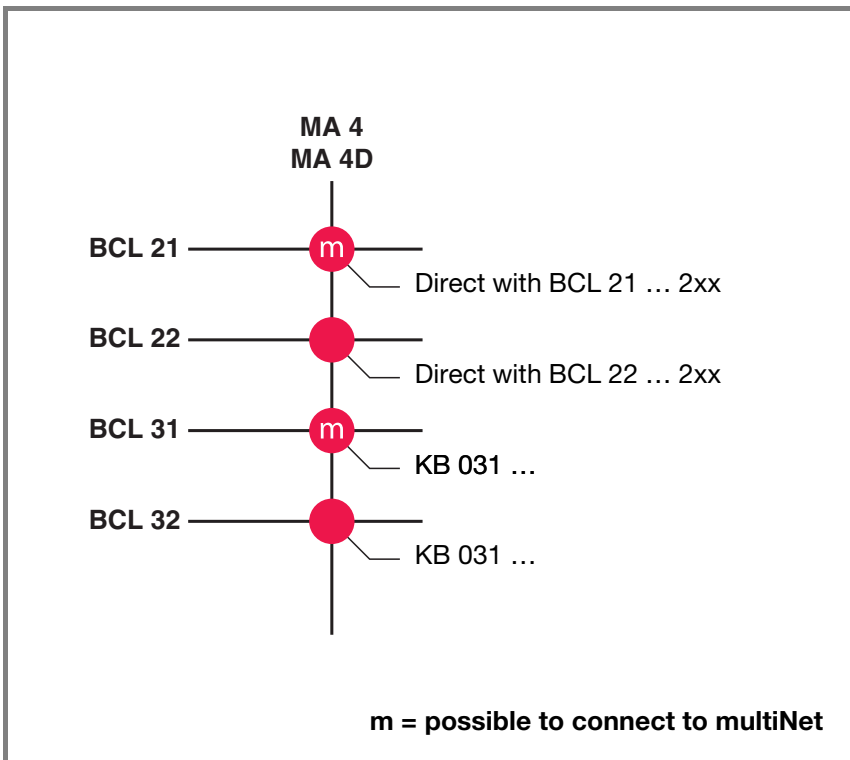 MA 4
MA 4D
BCL 21
m
Direct with BCL 21 … 2xx
BCL 22
Direct with BCL 22 … 2xx
BCL 31
m
KB 031 …
BCL 32
KB 031 …
m = possible to connect to multiNet